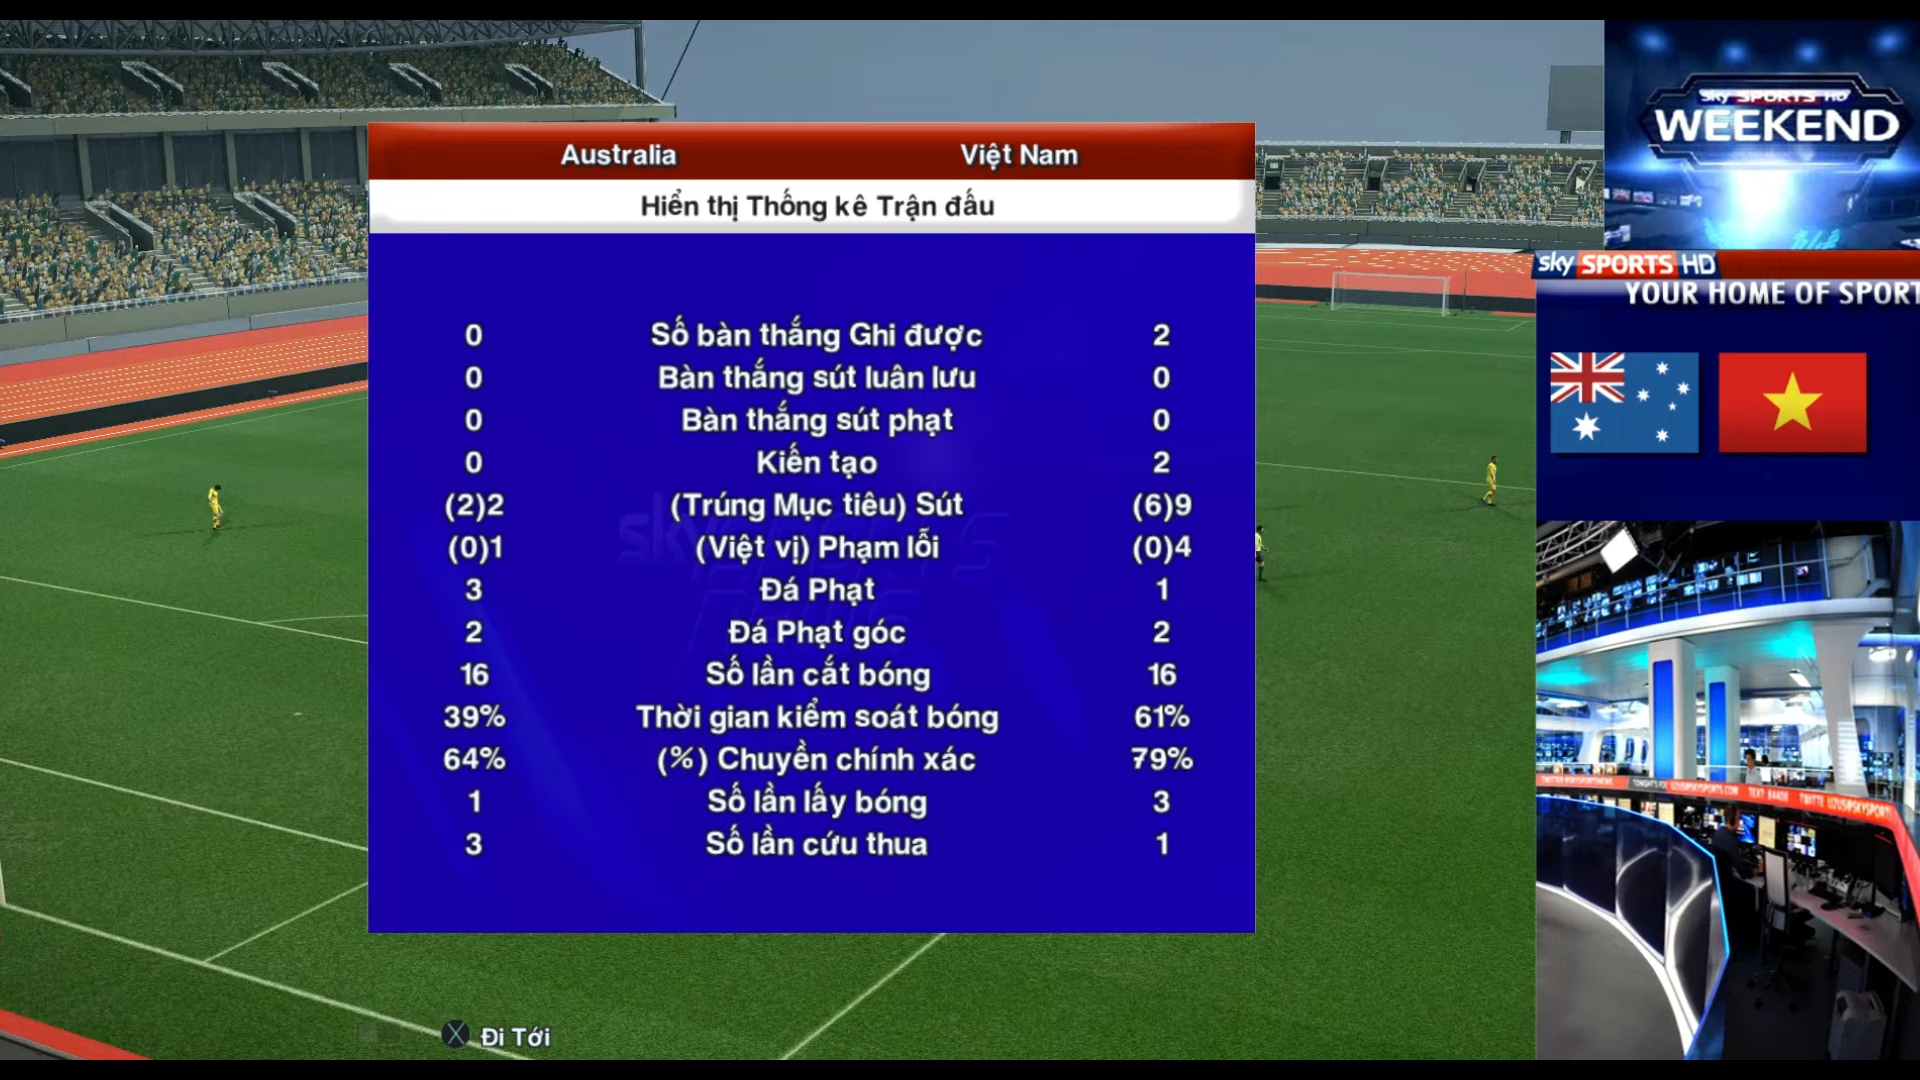 Australia Việt Nam
Hiển thị Thống kê Trận đấu
0 Số bàn thắng Ghi được 2
0 Bàn thắng sút luân lưu 0
0 Bàn thắng sút phạt 0
0 Kiến tạo 2
(2)2 (Trúng Mục tiêu) Sút (6)9
(0)1 (Việt vị) Phạm lỗi (0)4
3 Đá Phạt 1
2 Đá Phạt góc 2
16 Số lần cắt bóng 16
39% Thời gian kiểm soát bóng 61%
64% (%) Chuyền chính xác 79%
1 Số lần lấy bóng 3
3 Số lần cứu thua 1
X Đi Tới
sky SPORTS HD
WEEKEND
sky SPORTS HD
YOUR HOME OF SPORT